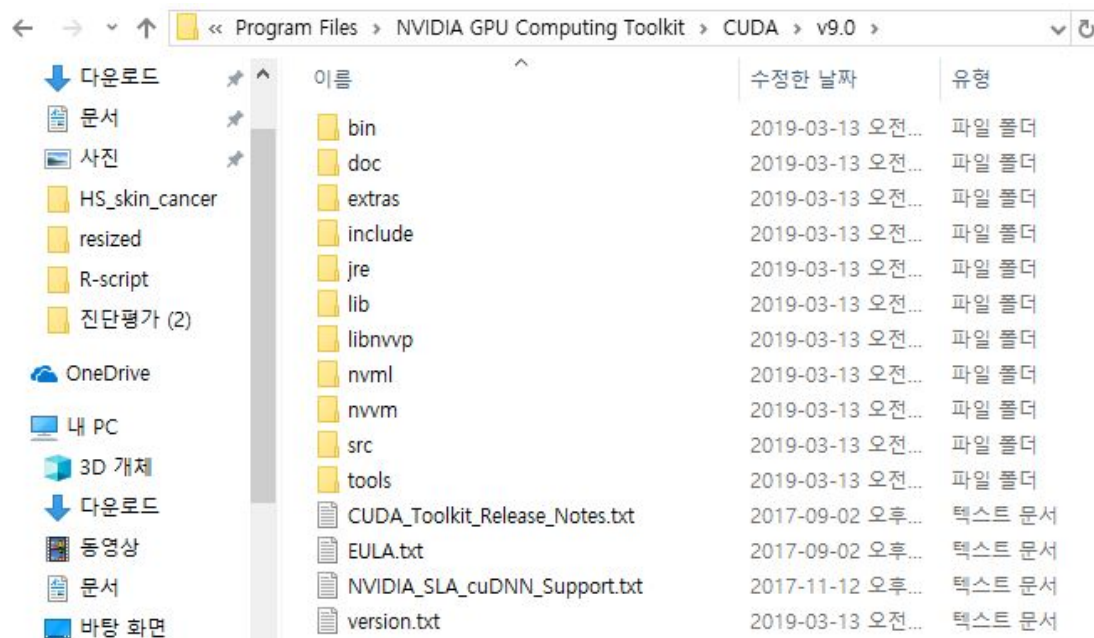 « Program Files › NVIDIA GPU Computing Toolkit › CUDA › v9.0 ›
다운로드
문서
사진
HS_skin_cancer
resized
R-script
진단평가 (2)
OneDrive
내 PC
3D 개체
다운로드
동영상
문서
바탕 화면
이름 수정한 날짜 유형
bin 2019-03-13 오전... 파일 폴더
doc 2019-03-13 오전... 파일 폴더
extras 2019-03-13 오전... 파일 폴더
include 2019-03-13 오전... 파일 폴더
jre 2019-03-13 오전... 파일 폴더
lib 2019-03-13 오전... 파일 폴더
libnvvp 2019-03-13 오전... 파일 폴더
nvml 2019-03-13 오전... 파일 폴더
nvvm 2019-03-13 오전... 파일 폴더
src 2019-03-13 오전... 파일 폴더
tools 2019-03-13 오전... 파일 폴더
CUDA_Toolkit_Release_Notes.txt 2017-09-02 오후... 텍스트 문서
EULA.txt 2017-09-02 오후... 텍스트 문서
NVIDIA_SLA_cuDNN_Support.txt 2017-11-12 오후... 텍스트 문서
version.txt 2019-03-13 오전... 텍스트 문서